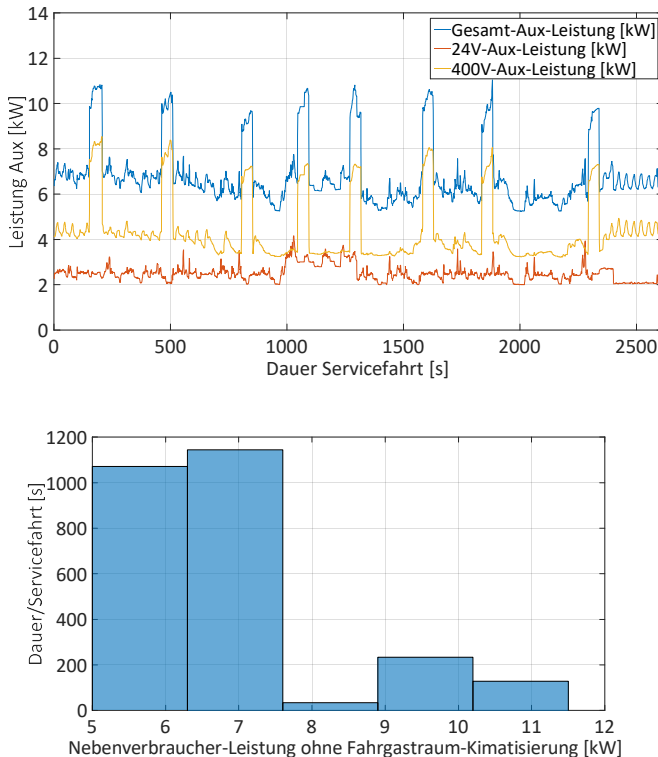 14
12
10
8
6
4
2
0
Leistung Aux [kW]
Gesamt-Aux-Leistung [kW]
24V-Aux-Leistung [kW]
400V-Aux-Leistung [kW]
0 500 1000 1500 2000 2500
Dauer Servicefahrt [s]
1200
1000
800
600
400
200
0
Dauer/Servicefahrt [s]
5 6 7 8 9 10 11 12
Nebenverbraucher-Leistung ohne Fahrgastraum-Kimatisierung [kW]